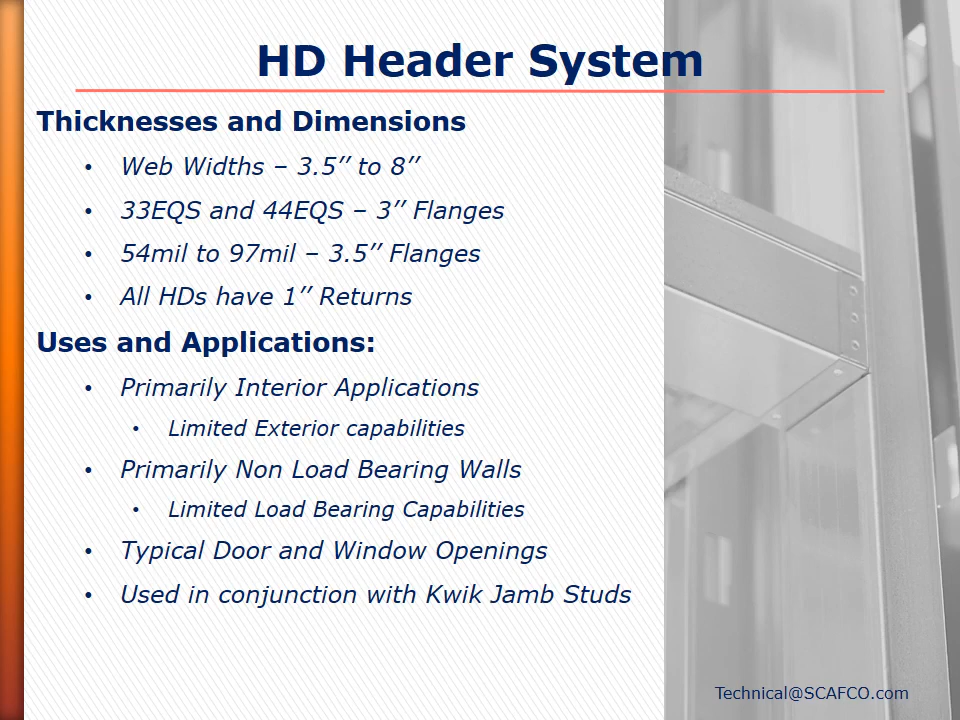 HD Header System
Thicknesses and Dimensions
• Web Widths – 3.5’’ to 8’’
• 33EQS and 44EQS – 3’’ Flanges
• 54mil to 97mil – 3.5’’ Flanges
• All HDs have 1’’ Returns
Uses and Applications:
• Primarily Interior Applications
• Limited Exterior capabilities
• Primarily Non Load Bearing Walls
• Limited Load Bearing Capabilities
• Typical Door and Window Openings
• Used in conjunction with Kwik Jamb Studs
Technical@SCAFCO.com